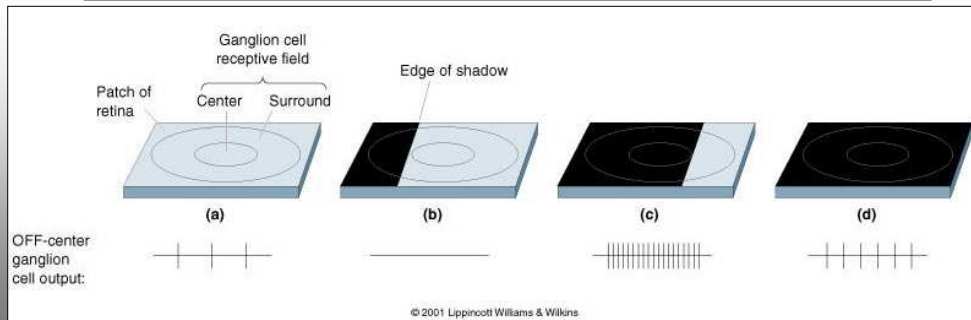 Ganglion cell
receptive field
Edge of shadow
Patch of
retina
Center
Surround
(a)
(b)
(c)
(d)
OFF-center
ganglion
cell output:
© 2001 Lippincott Williams & Wilkins